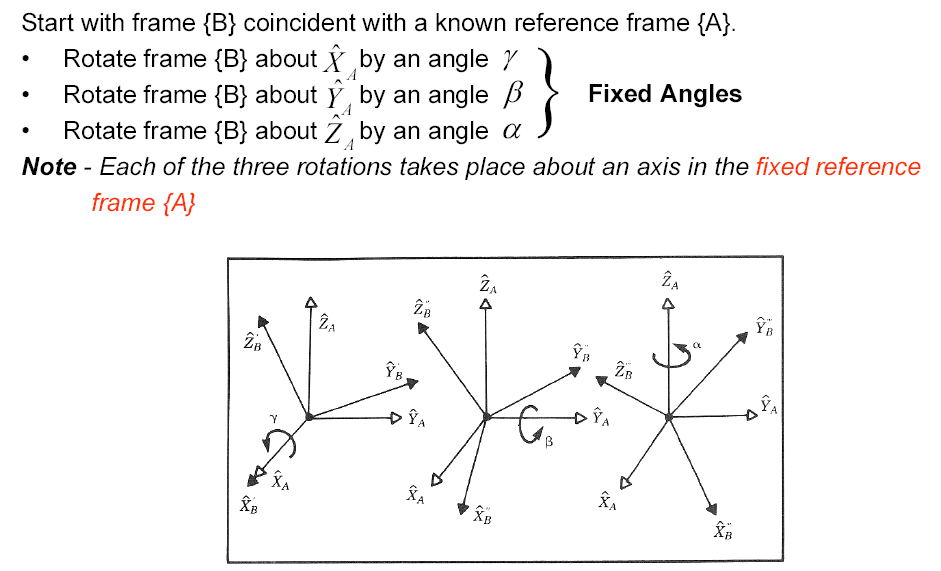 Start with frame {B} coincident with a known reference frame {A}.
• Rotate frame {B} about X̂_A by an angle γ
• Rotate frame {B} about Ŷ_A by an angle β
• Rotate frame {B} about Ẑ_A by an angle α
} Fixed Angles
Note - Each of the three rotations takes place about an axis in the fixed reference
frame {A}
Ẑ'_B
Ẑ_A
Ŷ'_B
Ŷ_A
γ
X̂_A
X̂'_B
Ẑ_A
Ẑ''_B
Ŷ''_B
Ŷ_A
β
X̂_A
X̂''_B
Ẑ_A
α
Ŷ'''_B
Ẑ'''_B
Ŷ_A
X̂_A
X̂'''_B